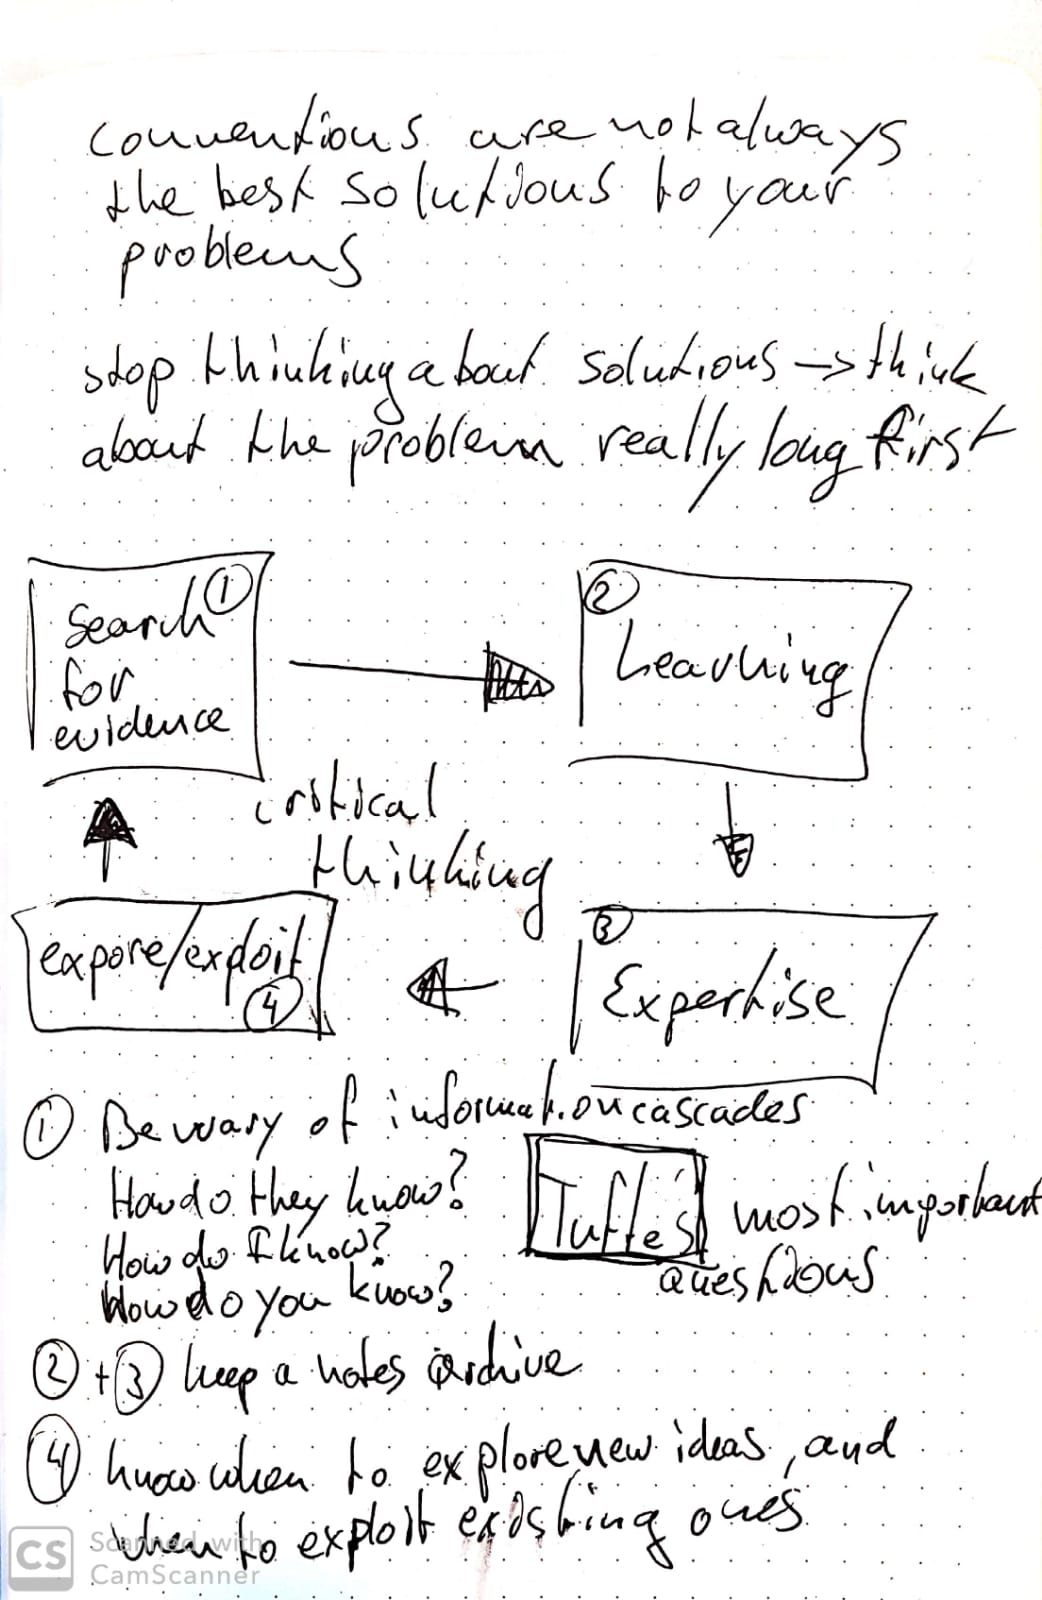 conventions are not always
the best solutions to your
problems
stop thinking about solutions -> think
about the problem really long first
① Search
for
evidence
② Learning
critical
thinking
expore/exploit
④
③ Expertise
① Be wary of information cascades
How do they know?
How do I know?
How do you know?
Tufte's most important
questions
② + ③ keep a notes archive
④ know when to explore new ideas, and
when to exploit existing ones
CS Scanned with
CamScanner